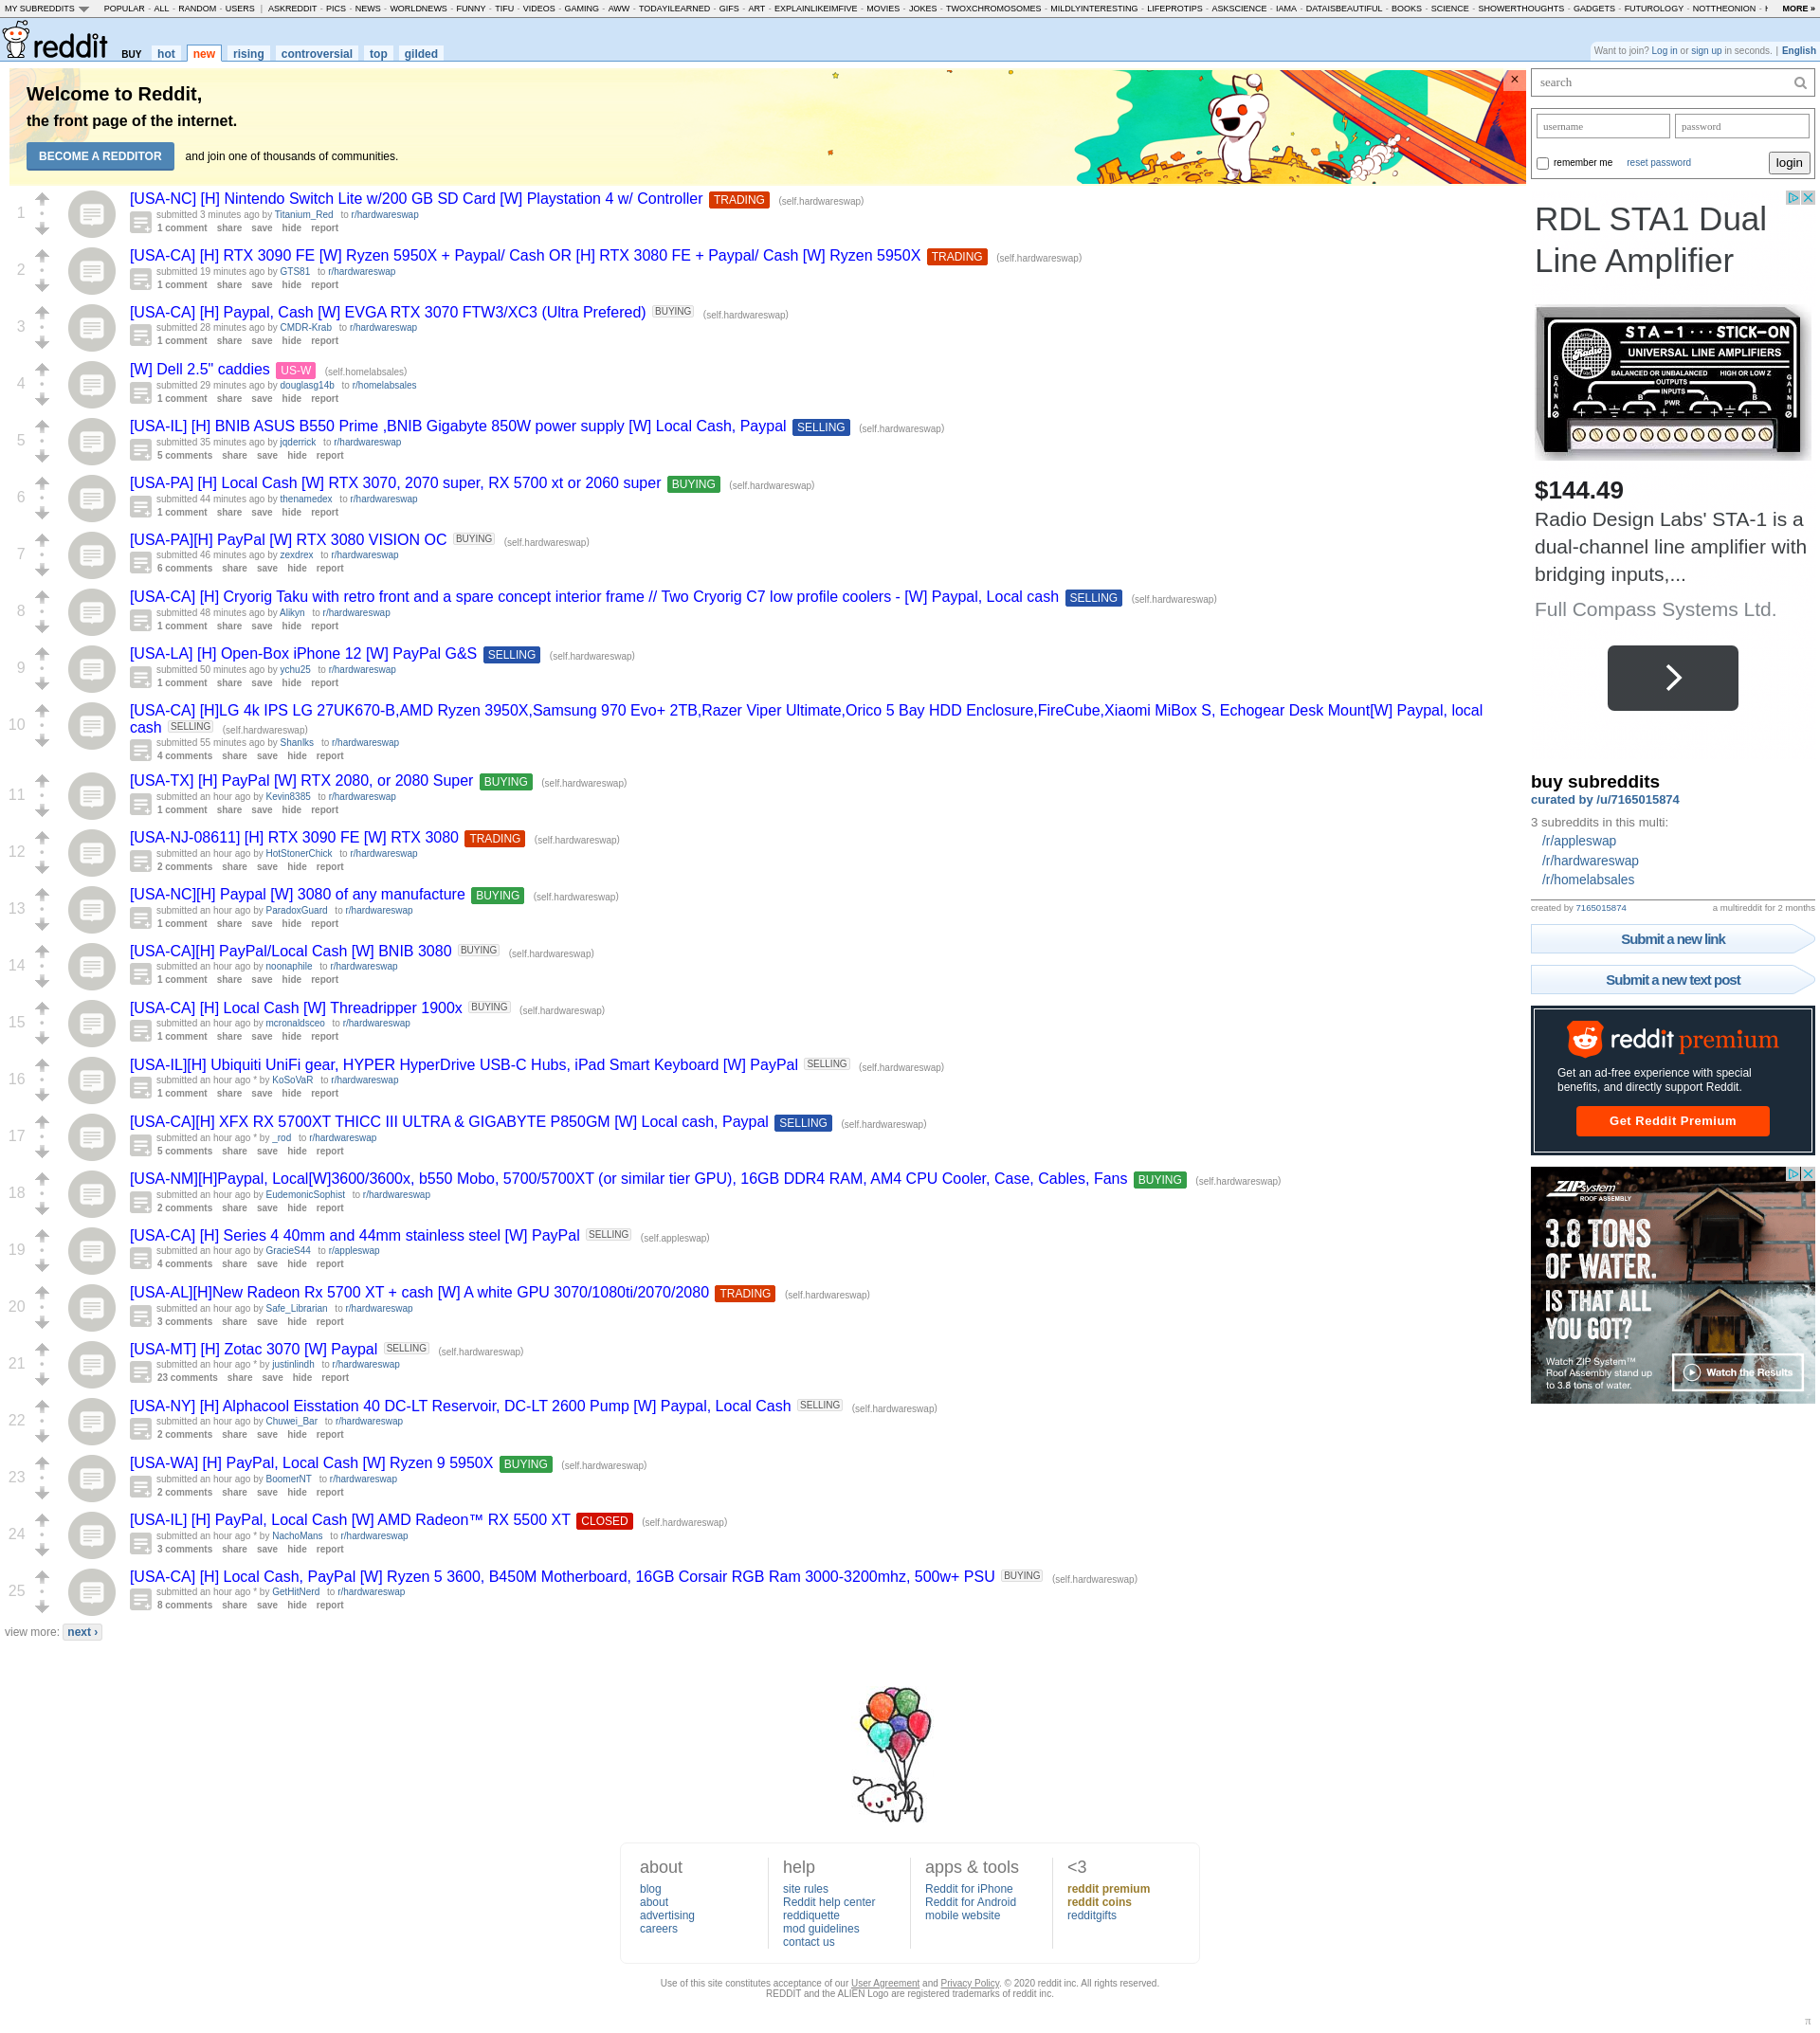 MY SUBREDDITS POPULAR - ALL - RANDOM - USERS | ASKREDDIT - PICS - NEWS - WORLDNEWS - FUNNY - TIFU - VIDEOS - GAMING - AWW - TODAYILEARNED - GIFS - ART - EXPLAINLIKEIMFIVE - MOVIES - JOKES - TWOXCHROMOSOMES - MILDLYINTERESTING - LIFEPROTIPS - ASKSCIENCE - IAMA - DATAISBEAUTIFUL - BOOKS - SCIENCE - SHOWERTHOUGHTS - GADGETS - FUTUROLOGY - NOTTHEONION - MORE »
reddit BUY hot new rising controversial top gilded
Want to join? Log in or sign up in seconds. | English
Welcome to Reddit,
the front page of the internet.
BECOME A REDDITOR and join one of thousands of communities.
1
[USA-NC] [H] Nintendo Switch Lite w/200 GB SD Card [W] Playstation 4 w/ Controller TRADING (self.hardwareswap)
submitted 3 minutes ago by Titanium_Red to r/hardwareswap
1 comment share save hide report
2
[USA-CA] [H] RTX 3090 FE [W] Ryzen 5950X + Paypal/ Cash OR [H] RTX 3080 FE + Paypal/ Cash [W] Ryzen 5950X TRADING (self.hardwareswap)
submitted 19 minutes ago by GTS81 to r/hardwareswap
1 comment share save hide report
3
[USA-CA] [H] Paypal, Cash [W] EVGA RTX 3070 FTW3/XC3 (Ultra Prefered) BUYING (self.hardwareswap)
submitted 28 minutes ago by CMDR-Krab to r/hardwareswap
1 comment share save hide report
4
[W] Dell 2.5" caddies US-W (self.homelabsales)
submitted 29 minutes ago by douglasg14b to r/homelabsales
1 comment share save hide report
5
[USA-IL] [H] BNIB ASUS B550 Prime ,BNIB Gigabyte 850W power supply [W] Local Cash, Paypal SELLING (self.hardwareswap)
submitted 35 minutes ago by jqderrick to r/hardwareswap
5 comments share save hide report
6
[USA-PA] [H] Local Cash [W] RTX 3070, 2070 super, RX 5700 xt or 2060 super BUYING (self.hardwareswap)
submitted 44 minutes ago by thenamedex to r/hardwareswap
1 comment share save hide report
7
[USA-PA][H] PayPal [W] RTX 3080 VISION OC BUYING (self.hardwareswap)
submitted 46 minutes ago by zexdrex to r/hardwareswap
6 comments share save hide report
8
[USA-CA] [H] Cryorig Taku with retro front and a spare concept interior frame // Two Cryorig C7 low profile coolers - [W] Paypal, Local cash SELLING (self.hardwareswap)
submitted 48 minutes ago by Alikyn to r/hardwareswap
1 comment share save hide report
9
[USA-LA] [H] Open-Box iPhone 12 [W] PayPal G&S SELLING (self.hardwareswap)
submitted 50 minutes ago by ychu25 to r/hardwareswap
1 comment share save hide report
10
[USA-CA] [H]LG 4k IPS LG 27UK670-B,AMD Ryzen 3950X,Samsung 970 Evo+ 2TB,Razer Viper Ultimate,Orico 5 Bay HDD Enclosure,FireCube,Xiaomi MiBox S, Echogear Desk Mount[W] Paypal, local
cash SELLING (self.hardwareswap)
submitted 55 minutes ago by Shanlks to r/hardwareswap
4 comments share save hide report
11
[USA-TX] [H] PayPal [W] RTX 2080, or 2080 Super BUYING (self.hardwareswap)
submitted an hour ago by Kevin8385 to r/hardwareswap
1 comment share save hide report
12
[USA-NJ-08611] [H] RTX 3090 FE [W] RTX 3080 TRADING (self.hardwareswap)
submitted an hour ago by HotStonerChick to r/hardwareswap
2 comments share save hide report
13
[USA-NC][H] Paypal [W] 3080 of any manufacture BUYING (self.hardwareswap)
submitted an hour ago by ParadoxGuard to r/hardwareswap
1 comment share save hide report
14
[USA-CA][H] PayPal/Local Cash [W] BNIB 3080 BUYING (self.hardwareswap)
submitted an hour ago by noonaphile to r/hardwareswap
1 comment share save hide report
15
[USA-CA] [H] Local Cash [W] Threadripper 1900x BUYING (self.hardwareswap)
submitted an hour ago by mcronaldsceo to r/hardwareswap
1 comment share save hide report
16
[USA-IL][H] Ubiquiti UniFi gear, HYPER HyperDrive USB-C Hubs, iPad Smart Keyboard [W] PayPal SELLING (self.hardwareswap)
submitted an hour ago * by KoSoVaR to r/hardwareswap
1 comment share save hide report
17
[USA-CA][H] XFX RX 5700XT THICC III ULTRA & GIGABYTE P850GM [W] Local cash, Paypal SELLING (self.hardwareswap)
submitted an hour ago * by _rod to r/hardwareswap
5 comments share save hide report
18
[USA-NM][H]Paypal, Local[W]3600/3600x, b550 Mobo, 5700/5700XT (or similar tier GPU), 16GB DDR4 RAM, AM4 CPU Cooler, Case, Cables, Fans BUYING (self.hardwareswap)
submitted an hour ago by EudemonicSophist to r/hardwareswap
2 comments share save hide report
19
[USA-CA] [H] Series 4 40mm and 44mm stainless steel [W] PayPal SELLING (self.appleswap)
submitted an hour ago by GracieS44 to r/appleswap
4 comments share save hide report
20
[USA-AL][H]New Radeon Rx 5700 XT + cash [W] A white GPU 3070/1080ti/2070/2080 TRADING (self.hardwareswap)
submitted an hour ago by Safe_Librarian to r/hardwareswap
3 comments share save hide report
21
[USA-MT] [H] Zotac 3070 [W] Paypal SELLING (self.hardwareswap)
submitted an hour ago * by justinlindh to r/hardwareswap
23 comments share save hide report
22
[USA-NY] [H] Alphacool Eisstation 40 DC-LT Reservoir, DC-LT 2600 Pump [W] Paypal, Local Cash SELLING (self.hardwareswap)
submitted an hour ago by Chuwei_Bar to r/hardwareswap
2 comments share save hide report
23
[USA-WA] [H] PayPal, Local Cash [W] Ryzen 9 5950X BUYING (self.hardwareswap)
submitted an hour ago by BoomerNT to r/hardwareswap
2 comments share save hide report
24
[USA-IL] [H] PayPal, Local Cash [W] AMD Radeon™ RX 5500 XT CLOSED (self.hardwareswap)
submitted an hour ago * by NachoMans to r/hardwareswap
3 comments share save hide report
25
[USA-CA] [H] Local Cash, PayPal [W] Ryzen 5 3600, B450M Motherboard, 16GB Corsair RGB Ram 3000-3200mhz, 500w+ PSU BUYING (self.hardwareswap)
submitted an hour ago * by GetHitNerd to r/hardwareswap
8 comments share save hide report
view more: next ›
search
username password
remember me reset password login
RDL STA1 Dual
Line Amplifier
STA-1 ··· STICK-ON
Radio
UNIVERSAL LINE AMPLIFIERS
BALANCED OR UNBALANCED HIGH OR LOW Z
OUTPUTS
A INPUTS B
PWR
GAIN A
GAIN B
$144.49
Radio Design Labs' STA-1 is a
dual-channel line amplifier with
bridging inputs,...
Full Compass Systems Ltd.
buy subreddits
curated by /u/7165015874
3 subreddits in this multi:
/r/appleswap
/r/hardwareswap
/r/homelabsales
created by 7165015874 a multireddit for 2 months
Submit a new link
Submit a new text post
reddit premium
Get an ad-free experience with special
benefits, and directly support Reddit.
Get Reddit Premium
ZIP system
ROOF ASSEMBLY
3.8 TONS
OF WATER.
IS THAT ALL
YOU GOT?
Watch ZIP System™
Roof Assembly stand up
to 3.8 tons of water.
Watch the Results
about
blog
about
advertising
careers
help
site rules
Reddit help center
reddiquette
mod guidelines
contact us
apps & tools
Reddit for iPhone
Reddit for Android
mobile website
<3
reddit premium
reddit coins
redditgifts
Use of this site constitutes acceptance of our User Agreement and Privacy Policy. © 2020 reddit inc. All rights reserved.
REDDIT and the ALIEN Logo are registered trademarks of reddit inc.
π